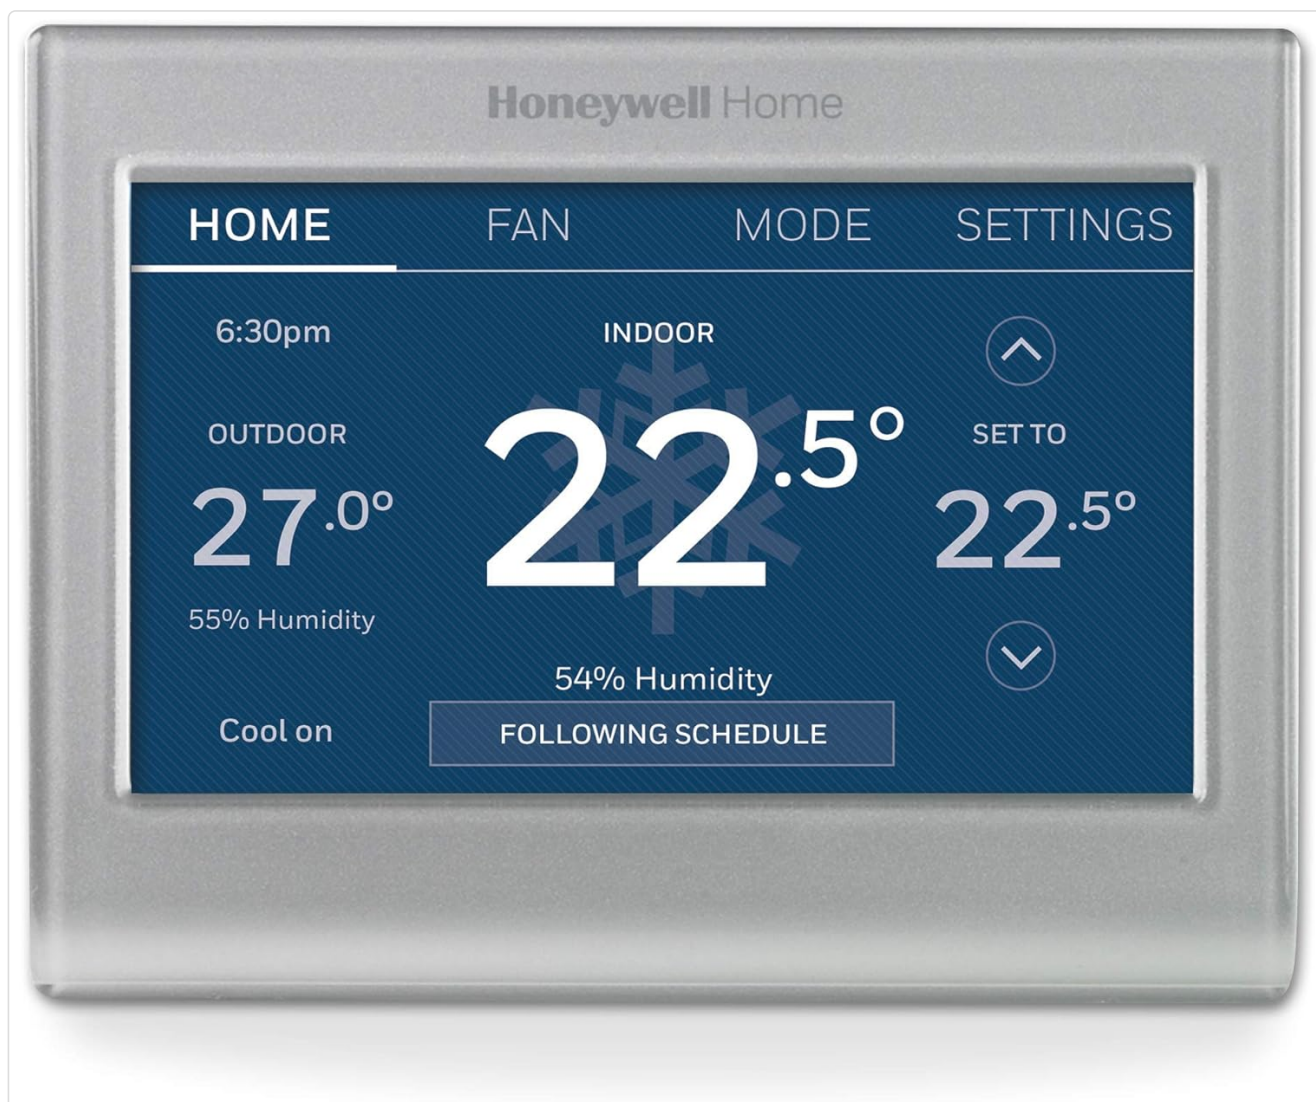 Honeywell Home
HOME FAN MODE SETTINGS
6:30pm
OUTDOOR
27.0°
55% Humidity
Cool on
INDOOR
22.5°
54% Humidity
FOLLOWING SCHEDULE
SET TO
22.5°